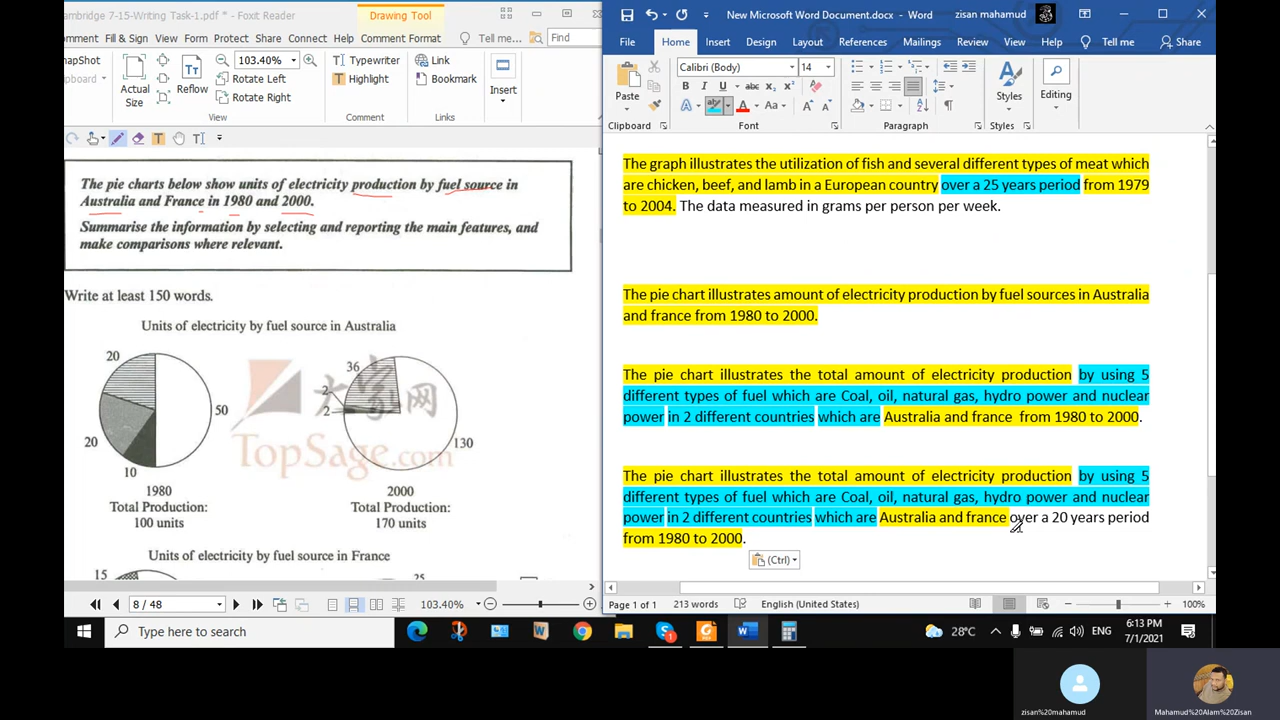 ambridge 7-15-Writing Task-1.pdf * - Foxit Reader
Drawing Tool
New Microsoft Word Document.docx - Word
zisan mahamud
omment Fill & Sign View Form Protect Share Connect Help Comment Format Tell me... Find
File Home Insert Design Layout References Mailings Review View Help Tell me Share
napShot
pboard
Actual Size
Reflow
103.40%
Rotate Left
Rotate Right
View
Typewriter
Highlight
Comment
Link
Bookmark
Links
Insert
Paste
Clipboard
Calibri (Body) 14
B I U abc x₂ x²
Font
Paragraph
Styles
Styles
Editing
The pie charts below show units of electricity production by fuel source in
Australia and France in 1980 and 2000.
Summarise the information by selecting and reporting the main features, and
make comparisons where relevant.
Write at least 150 words.
Units of electricity by fuel source in Australia
20
50
20
10
36
2
2
130
大家网
TopSage.com
1980
Total Production:
100 units
2000
Total Production:
170 units
Units of electricity by fuel source in France
15
25
The graph illustrates the utilization of fish and several different types of meat which
are chicken, beef, and lamb in a European country over a 25 years period from 1979
to 2004. The data measured in grams per person per week.
The pie chart illustrates amount of electricity production by fuel sources in Australia
and france from 1980 to 2000.
The pie chart illustrates the total amount of electricity production by using 5
different types of fuel which are Coal, oil, natural gas, hydro power and nuclear
power in 2 different countries which are Australia and france from 1980 to 2000.
The pie chart illustrates the total amount of electricity production by using 5
different types of fuel which are Coal, oil, natural gas, hydro power and nuclear
power in 2 different countries which are Australia and france over a 20 years period
from 1980 to 2000.
(Ctrl)
8 / 48
103.40%
Page 1 of 1 213 words English (United States) 100%
Type here to search
28°C
ENG
6:13 PM
7/1/2021
zisan%20mahamud
Mahamud%20Alam%20Zisan